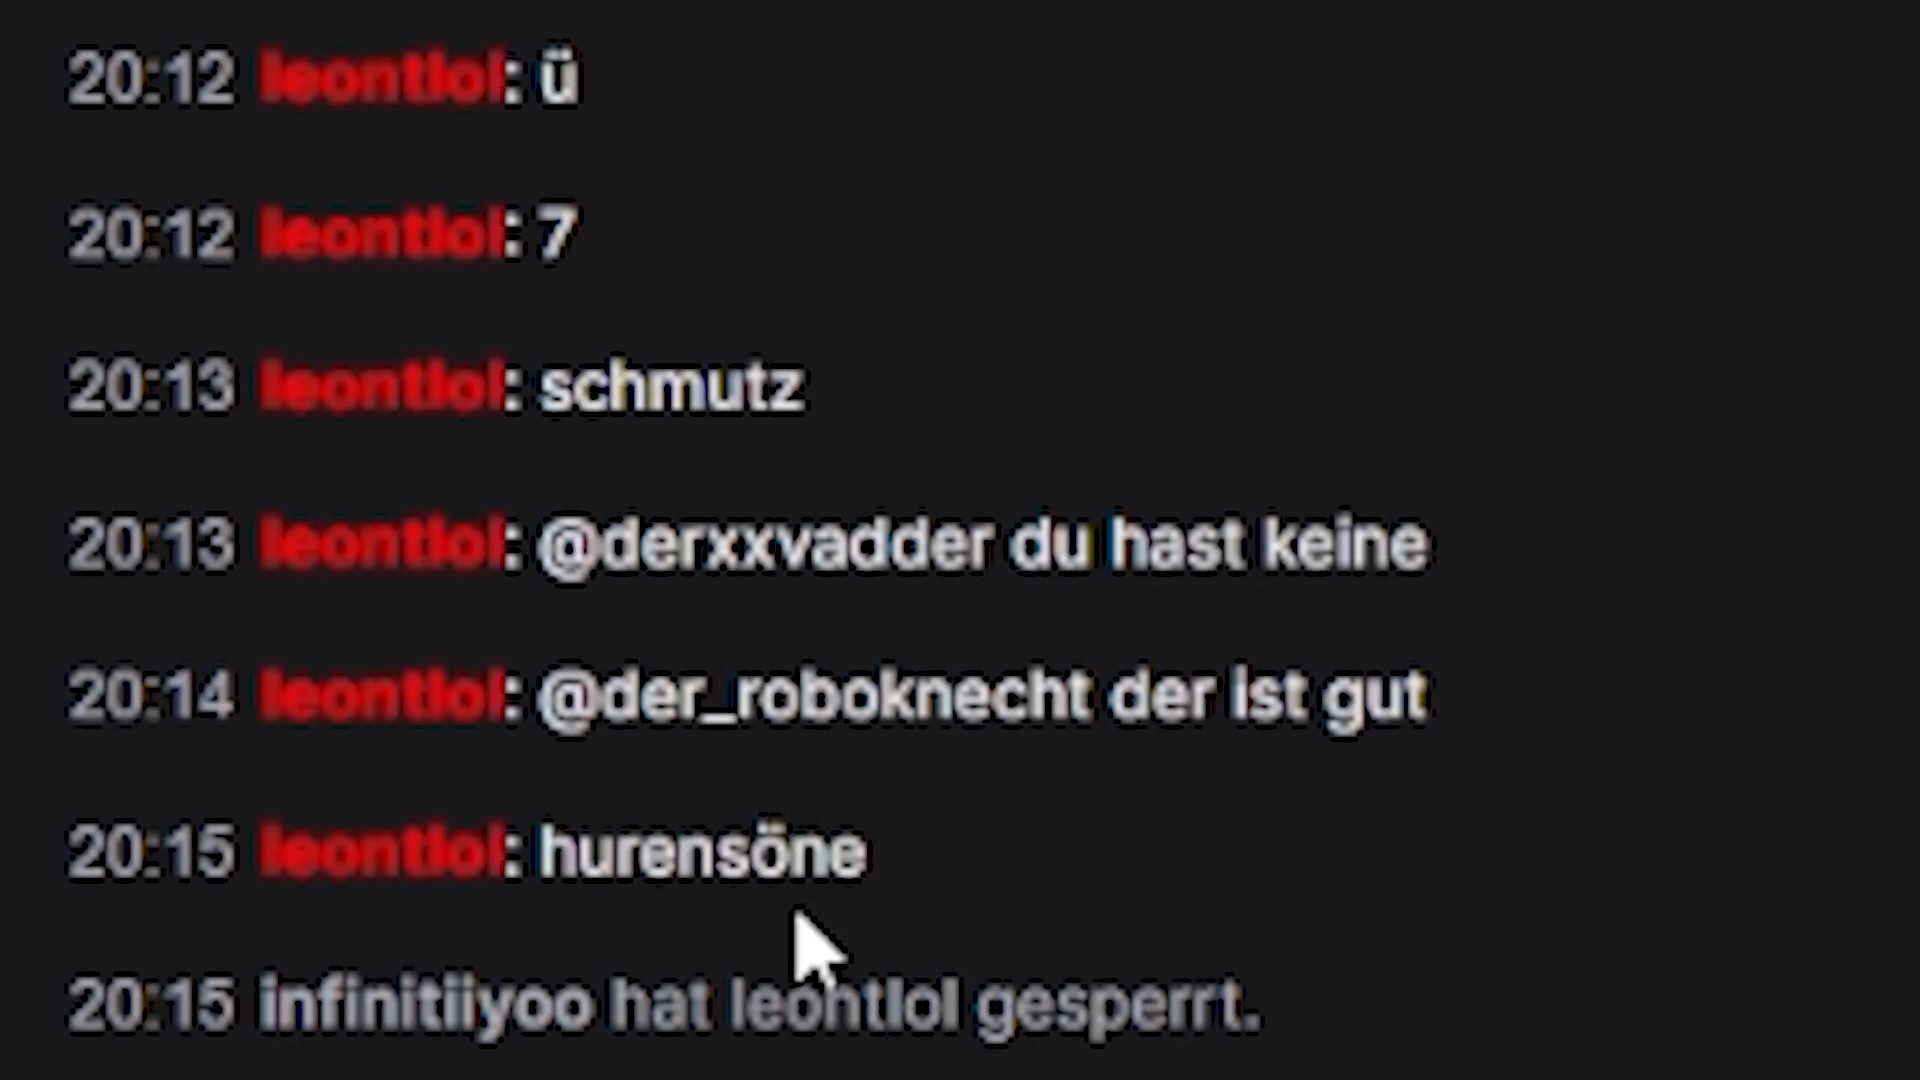 20:12 leontlol: ü
20:12 leontlol: 7
20:13 leontlol: schmutz
20:13 leontlol: @derxxvadder du hast keine
20:14 leontlol: @der_roboknecht der ist gut
20:15 leontlol: hurensöne
20:15 infinitiiyoo hat leontlol gesperrt.